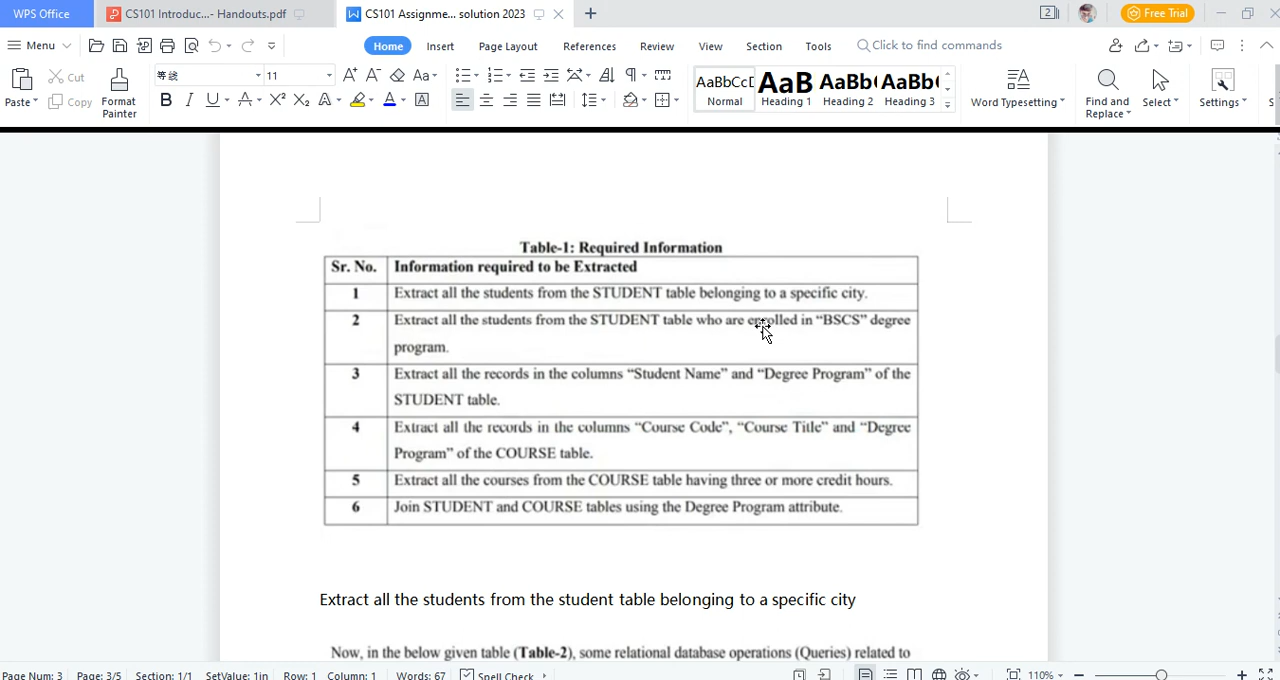 WPS Office CS101 Introduc...- Handouts.pdf CS101 Assignme... solution 2023 Free Trial
Menu Home Insert Page Layout References Review View Section Tools Click to find commands
Paste Cut Copy Format Painter 11 Aa AaBbCcD Normal AaB Heading 1 AaBb Heading 2 AaBb Heading 3 Word Typesetting Find and Replace Select Settings
Table-1: Required Information
Sr. No. Information required to be Extracted
1 Extract all the students from the STUDENT table belonging to a specific city.
2 Extract all the students from the STUDENT table who are enrolled in “BSCS” degree
program.
3 Extract all the records in the columns “Student Name” and “Degree Program” of the
STUDENT table.
4 Extract all the records in the columns “Course Code”, “Course Title” and “Degree
Program” of the COURSE table.
5 Extract all the courses from the COURSE table having three or more credit hours.
6 Join STUDENT and COURSE tables using the Degree Program attribute.
Extract all the students from the student table belonging to a specific city
Now, in the below given table (Table-2), some relational database operations (Queries) related to
Page Num: 3 Page: 3/5 Section: 1/1 SetValue: 1in Row: 1 Column: 1 Words: 67 Spell Check 110%